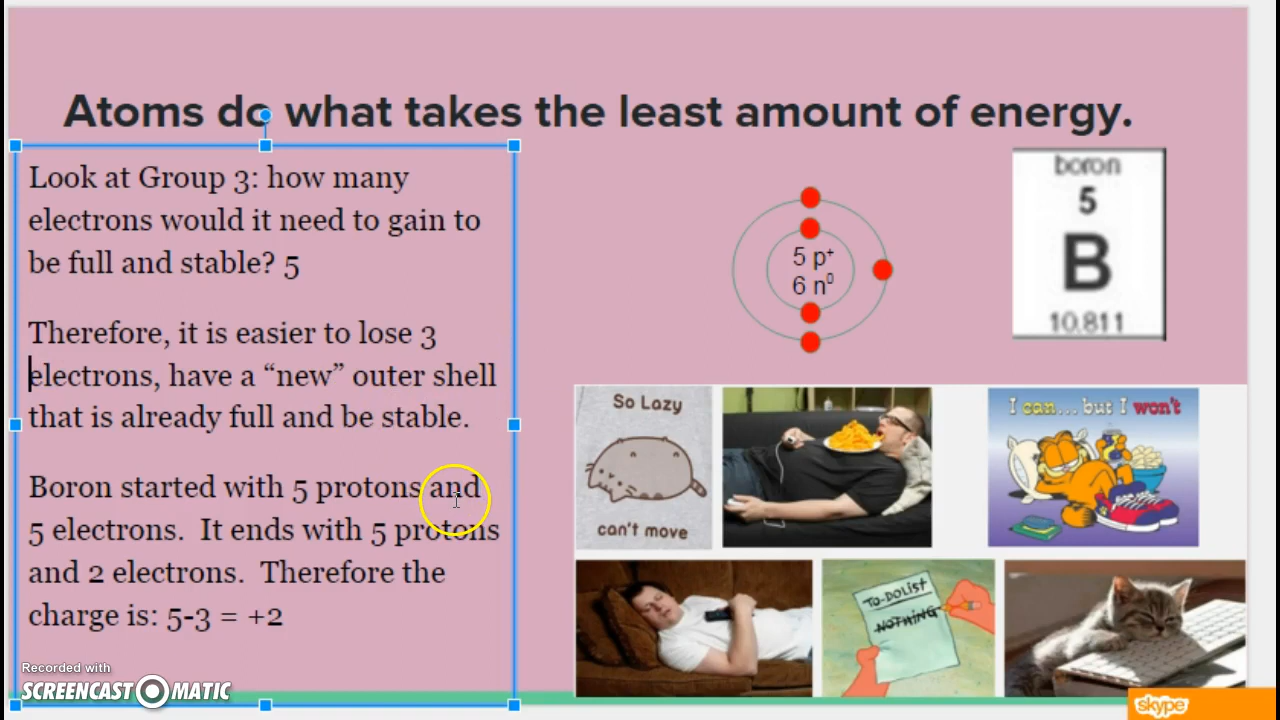 Atoms do what takes the least amount of energy.
Look at Group 3: how many
electrons would it need to gain to
be full and stable? 5
Therefore, it is easier to lose 3
electrons, have a “new” outer shell
that is already full and be stable.
Boron started with 5 protons and
5 electrons. It ends with 5 protons
and 2 electrons. Therefore the
charge is: 5-3 = +2
5 p⁺
6 n⁰
boron
5
B
10.811
So Lazy
can't move
I can... but I won't
TO-DO LIST
NOTHING
Recorded with
SCREENCAST-O-MATIC
skype